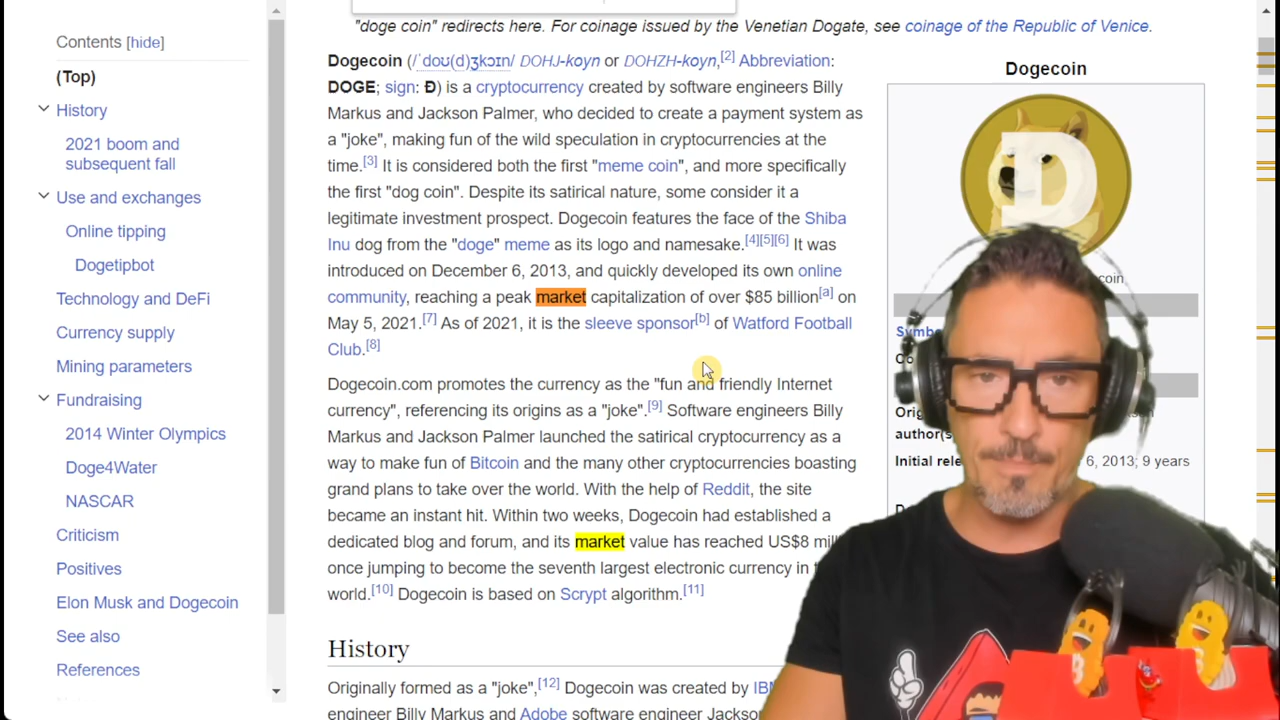 "doge coin" redirects here. For coinage issued by the Venetian Dogate, see coinage of the Republic of Venice.
Contents [hide]
(Top)
History
2021 boom and
subsequent fall
Use and exchanges
Online tipping
Dogetipbot
Technology and DeFi
Currency supply
Mining parameters
Fundraising
2014 Winter Olympics
Doge4Water
NASCAR
Criticism
Positives
Elon Musk and Dogecoin
See also
References
Dogecoin (/ˈdoʊ(d)ʒkɔɪn/ DOHJ-koyn or DOHZH-koyn,[2] Abbreviation:
DOGE; sign: Ð) is a cryptocurrency created by software engineers Billy
Markus and Jackson Palmer, who decided to create a payment system as
a "joke", making fun of the wild speculation in cryptocurrencies at the
time.[3] It is considered both the first "meme coin", and more specifically
the first "dog coin". Despite its satirical nature, some consider it a
legitimate investment prospect. Dogecoin features the face of the Shiba
Inu dog from the "doge" meme as its logo and namesake.[4][5][6] It was
introduced on December 6, 2013, and quickly developed its own online
community, reaching a peak market capitalization of over $85 billion[a] on
May 5, 2021.[7] As of 2021, it is the sleeve sponsor[b] of Watford Football
Club.[8]
Dogecoin.com promotes the currency as the "fun and friendly Internet
currency", referencing its origins as a "joke".[9] Software engineers Billy
Markus and Jackson Palmer launched the satirical cryptocurrency as a
way to make fun of Bitcoin and the many other cryptocurrencies boasting
grand plans to take over the world. With the help of Reddit, the site
became an instant hit. Within two weeks, Dogecoin had established a
dedicated blog and forum, and its market value has reached US$8 mil
once jumping to become the seventh largest electronic currency in
world.[10] Dogecoin is based on Scrypt algorithm.[11]
History
Originally formed as a "joke",[12] Dogecoin was created by IBM
engineer Billy Markus and Adobe software engineer Jackson
Dogecoin
Ð
coin
Symbo
Co
Orig
author(s
Initial rele 6, 2013; 9 years